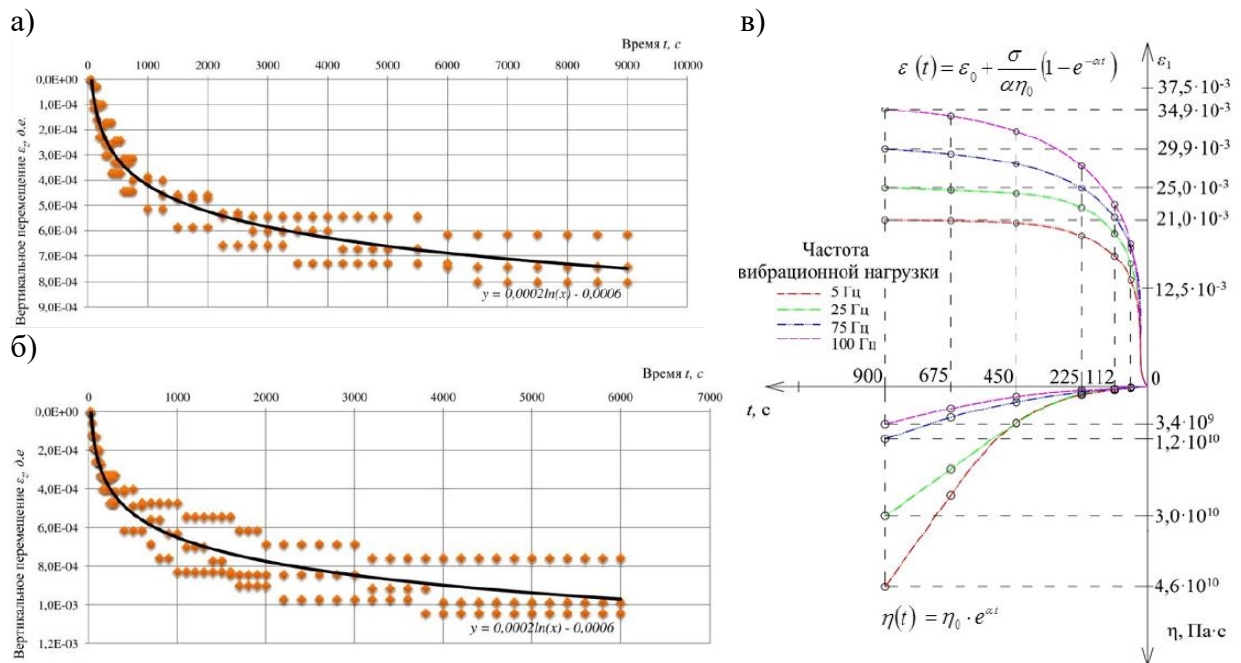 а)
Время t, с
0 1000 2000 3000 4000 5000 6000 7000 8000 9000 10000
0,0E+00
1,0E-04
2,0E-04
3,0E-04
4,0E-04
5,0E-04
6,0E-04
7,0E-04
8,0E-04
9,0E-04
Вертикальное перемещение εz, д.е.
y = 0,0002ln(x) - 0,0006
б)
Время t, с
0 1000 2000 3000 4000 5000 6000 7000
0,0E+00
2,0E-04
4,0E-04
6,0E-04
8,0E-04
1,0E-03
1,2E-03
Вертикальное перемещение εz, д.е
y = 0,0002ln(x) - 0,0006
в)
ε (t) = ε₀ + σ/(αη₀) (1 − e^(−αt))
ε₁
37,5·10⁻³
34,9·10⁻³
29,9·10⁻³
25,0·10⁻³
21,0·10⁻³
12,5·10⁻³
Частота
вибрационной нагрузки
5 Гц
25 Гц
75 Гц
100 Гц
900 675 450 225 112 0
t, с
3,4·10⁹
1,2·10¹⁰
3,0·10¹⁰
4,6·10¹⁰
η(t) = η₀ · e^(αt)
η, Па·с